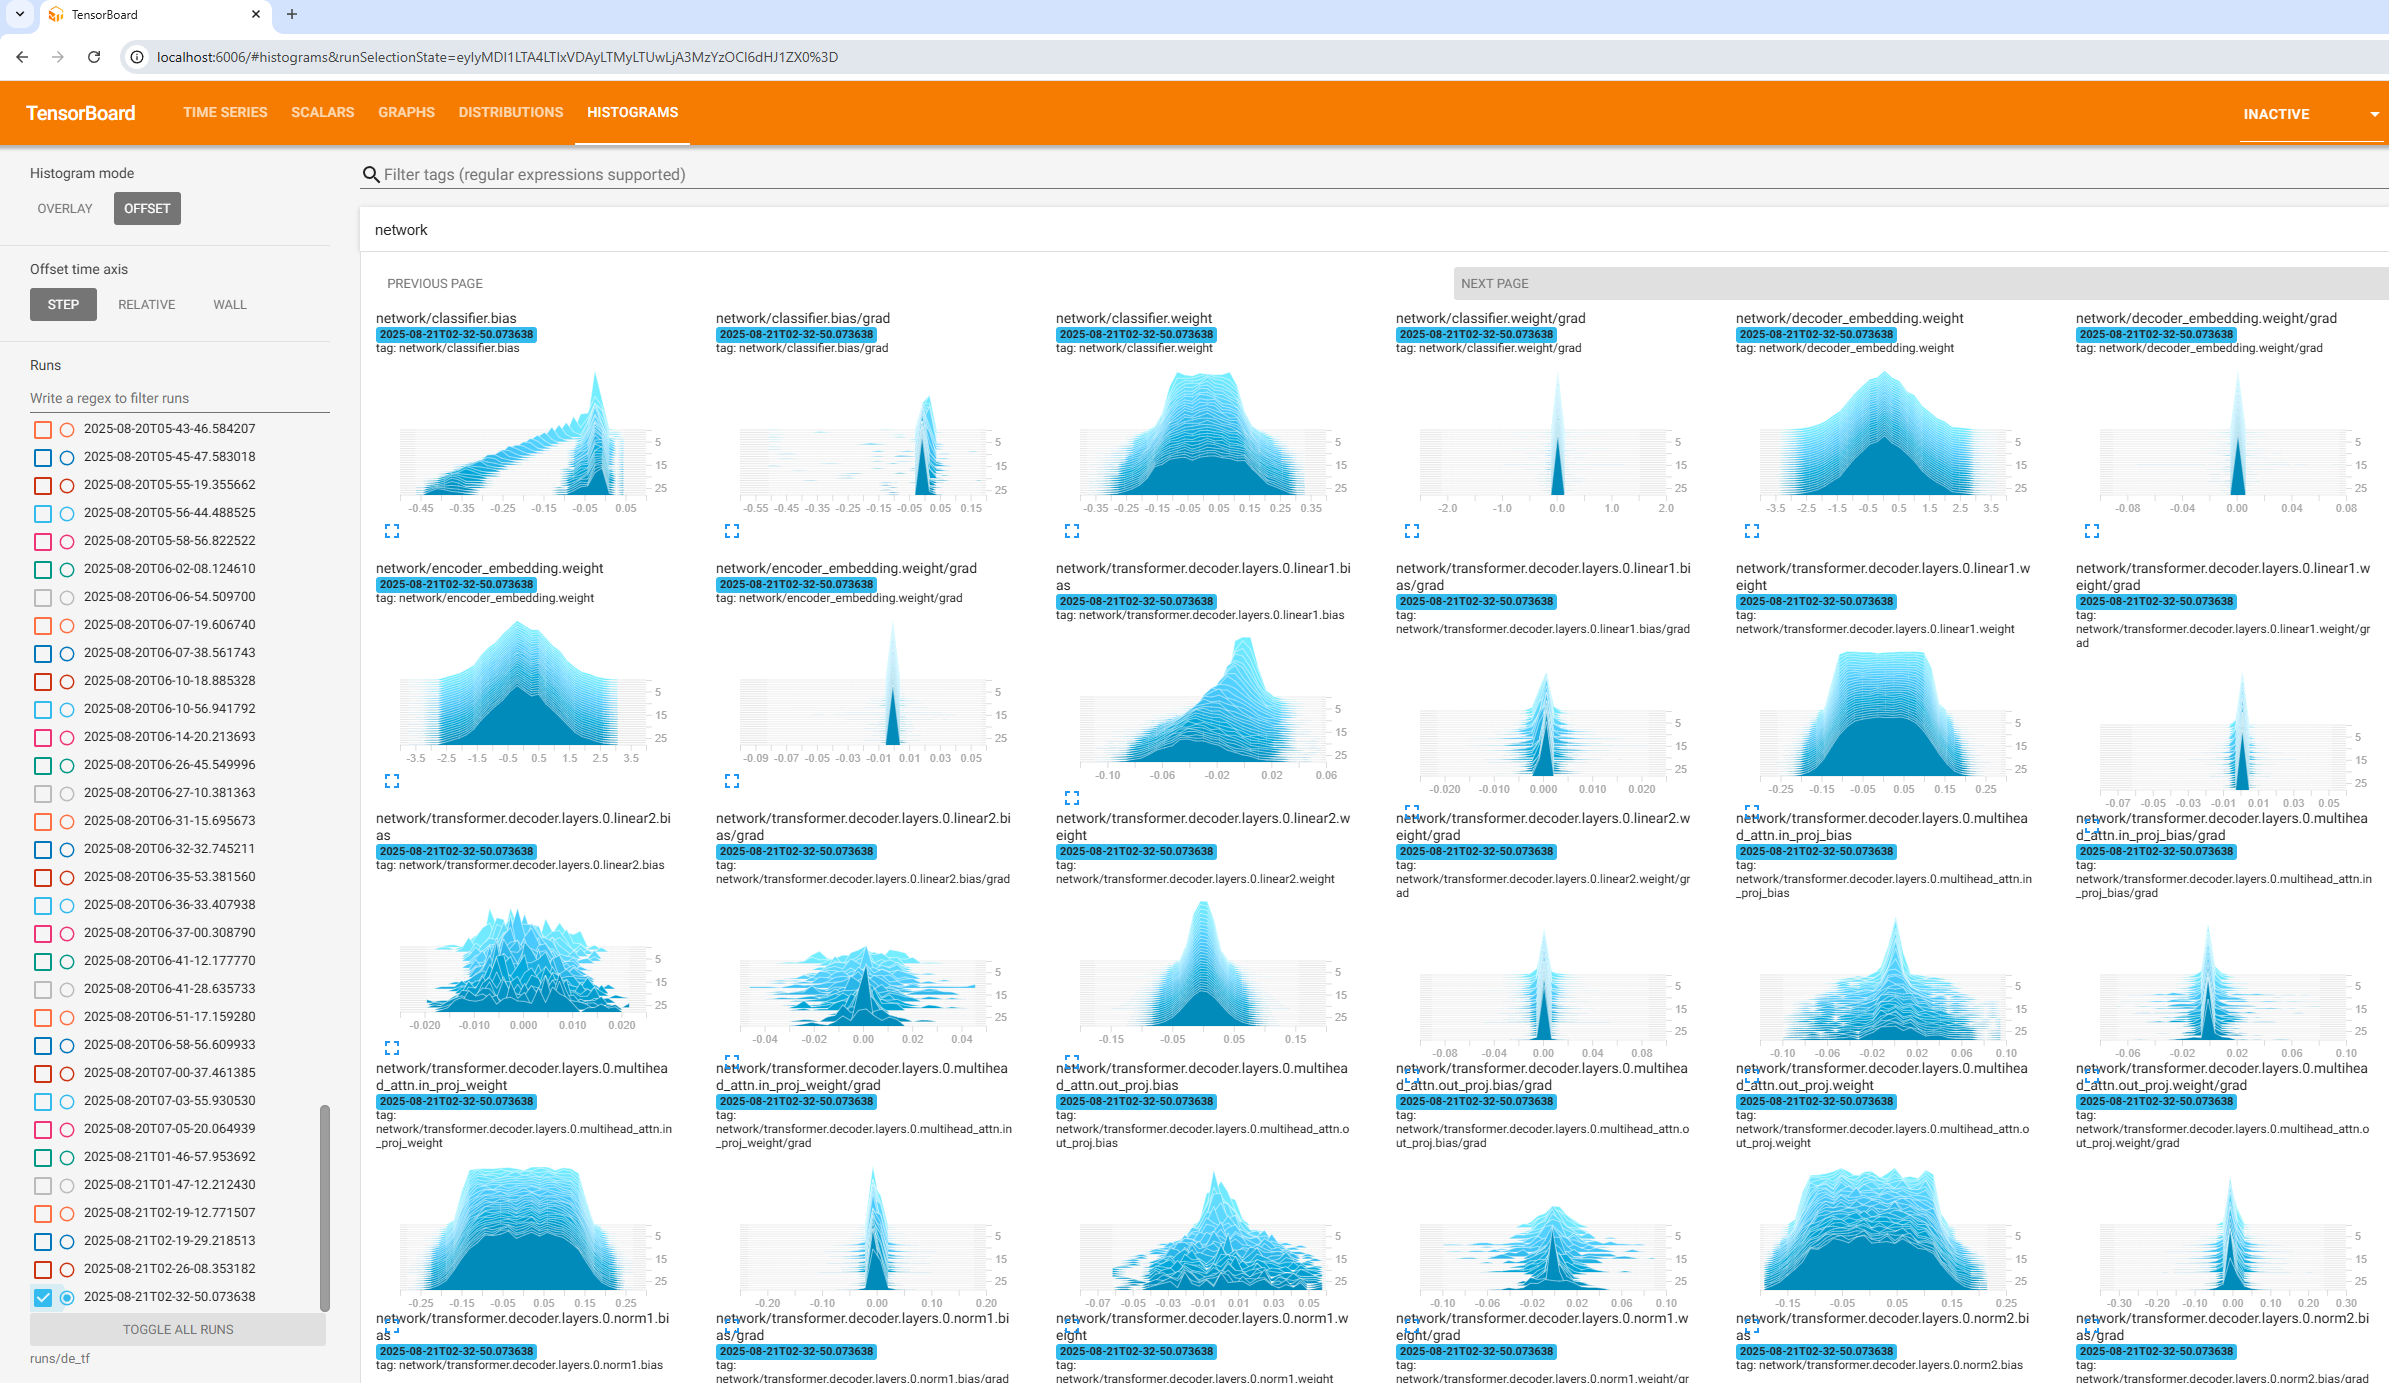 TensorBoard
localhost:6006/#histograms&runSelectionState=eyIyMDI1LTA4LTIxVDAyLTMyLTUwLjA3MzYzOCI6dHJ1ZX0%3D
TensorBoard
TIME SERIES
SCALARS
GRAPHS
DISTRIBUTIONS
HISTOGRAMS
INACTIVE
Histogram mode
OVERLAY
OFFSET
Offset time axis
STEP
RELATIVE
WALL
Runs
Write a regex to filter runs
2025-08-20T05-43-46.584207
2025-08-20T05-45-47.583018
2025-08-20T05-55-19.355662
2025-08-20T05-56-44.488525
2025-08-20T05-58-56.822522
2025-08-20T06-02-08.124610
2025-08-20T06-06-54.509700
2025-08-20T06-07-19.606740
2025-08-20T06-07-38.561743
2025-08-20T06-10-18.885328
2025-08-20T06-10-56.941792
2025-08-20T06-14-20.213693
2025-08-20T06-26-45.549996
2025-08-20T06-27-10.381363
2025-08-20T06-31-15.695673
2025-08-20T06-32-32.745211
2025-08-20T06-35-53.381560
2025-08-20T06-36-33.407938
2025-08-20T06-37-00.308790
2025-08-20T06-41-12.177770
2025-08-20T06-41-28.635733
2025-08-20T06-51-17.159280
2025-08-20T06-58-56.609933
2025-08-20T07-00-37.461385
2025-08-20T07-03-55.930530
2025-08-20T07-05-20.064939
2025-08-21T01-46-57.953692
2025-08-21T01-47-12.212430
2025-08-21T02-19-12.771507
2025-08-21T02-19-29.218513
2025-08-21T02-26-08.353182
2025-08-21T02-32-50.073638
TOGGLE ALL RUNS
runs/de_tf
Filter tags (regular expressions supported)
network
PREVIOUS PAGE
NEXT PAGE
network/classifier.bias
2025-08-21T02-32-50.073638
tag: network/classifier.bias
5
15
25
-0.45 -0.35 -0.25 -0.15 -0.05 0.05
network/classifier.bias/grad
2025-08-21T02-32-50.073638
tag: network/classifier.bias/grad
5
15
25
-0.55 -0.45 -0.35 -0.25 -0.15 -0.05 0.05 0.15
network/classifier.weight
2025-08-21T02-32-50.073638
tag: network/classifier.weight
5
15
25
-0.35 -0.25 -0.15 -0.05 0.05 0.15 0.25 0.35
network/classifier.weight/grad
2025-08-21T02-32-50.073638
tag: network/classifier.weight/grad
5
15
25
-2.0 -1.0 0.0 1.0 2.0
network/decoder_embedding.weight
2025-08-21T02-32-50.073638
tag: network/decoder_embedding.weight
5
15
25
-3.5 -2.5 -1.5 -0.5 0.5 1.5 2.5 3.5
network/decoder_embedding.weight/grad
2025-08-21T02-32-50.073638
tag: network/decoder_embedding.weight/grad
5
15
25
-0.08 -0.04 0.00 0.04 0.08
network/encoder_embedding.weight
2025-08-21T02-32-50.073638
tag: network/encoder_embedding.weight
5
15
25
-3.5 -2.5 -1.5 -0.5 0.5 1.5 2.5 3.5
network/encoder_embedding.weight/grad
2025-08-21T02-32-50.073638
tag: network/encoder_embedding.weight/grad
5
15
25
-0.09 -0.07 -0.05 -0.03 -0.01 0.01 0.03 0.05
network/transformer.decoder.layers.0.linear1.bi
as
2025-08-21T02-32-50.073638
tag: network/transformer.decoder.layers.0.linear1.bias
5
15
25
-0.10 -0.06 -0.02 0.02 0.06
network/transformer.decoder.layers.0.linear1.bi
as/grad
2025-08-21T02-32-50.073638
tag:
network/transformer.decoder.layers.0.linear1.bias/grad
5
15
25
-0.020 -0.010 0.000 0.010 0.020
network/transformer.decoder.layers.0.linear1.w
eight
2025-08-21T02-32-50.073638
tag:
network/transformer.decoder.layers.0.linear1.weight
5
15
25
-0.25 -0.15 -0.05 0.05 0.15 0.25
network/transformer.decoder.layers.0.linear1.w
eight/grad
2025-08-21T02-32-50.073638
tag:
network/transformer.decoder.layers.0.linear1.weight/gr
ad
5
15
25
-0.07 -0.05 -0.03 -0.01 0.01 0.03 0.05
network/transformer.decoder.layers.0.linear2.bi
as
2025-08-21T02-32-50.073638
tag: network/transformer.decoder.layers.0.linear2.bias
5
15
25
-0.020 -0.010 0.000 0.010 0.020
network/transformer.decoder.layers.0.linear2.bi
as/grad
2025-08-21T02-32-50.073638
tag:
network/transformer.decoder.layers.0.linear2.bias/grad
5
15
25
-0.04 -0.02 0.00 0.02 0.04
network/transformer.decoder.layers.0.linear2.w
eight
2025-08-21T02-32-50.073638
tag:
network/transformer.decoder.layers.0.linear2.weight
5
15
25
-0.15 -0.05 0.05 0.15
network/transformer.decoder.layers.0.linear2.w
eight/grad
2025-08-21T02-32-50.073638
tag:
network/transformer.decoder.layers.0.linear2.weight/gr
ad
5
15
25
-0.08 -0.04 0.00 0.04 0.08
network/transformer.decoder.layers.0.multihea
d_attn.in_proj_bias
2025-08-21T02-32-50.073638
tag:
network/transformer.decoder.layers.0.multihead_attn.in
_proj_bias
5
15
25
-0.10 -0.06 -0.02 0.02 0.06 0.10
network/transformer.decoder.layers.0.multihea
d_attn.in_proj_bias/grad
2025-08-21T02-32-50.073638
tag:
network/transformer.decoder.layers.0.multihead_attn.in
_proj_bias/grad
5
15
25
-0.06 -0.02 0.02 0.06 0.10
network/transformer.decoder.layers.0.multihea
d_attn.in_proj_weight
2025-08-21T02-32-50.073638
tag:
network/transformer.decoder.layers.0.multihead_attn.in
_proj_weight
5
15
25
-0.25 -0.15 -0.05 0.05 0.15 0.25
network/transformer.decoder.layers.0.multihea
d_attn.in_proj_weight/grad
2025-08-21T02-32-50.073638
tag:
network/transformer.decoder.layers.0.multihead_attn.in
_proj_weight/grad
5
15
25
-0.20 -0.10 0.00 0.10 0.20
network/transformer.decoder.layers.0.multihea
d_attn.out_proj.bias
2025-08-21T02-32-50.073638
tag:
network/transformer.decoder.layers.0.multihead_attn.o
ut_proj.bias
5
15
25
-0.07 -0.05 -0.03 -0.01 0.01 0.03 0.05
network/transformer.decoder.layers.0.multihea
d_attn.out_proj.bias/grad
2025-08-21T02-32-50.073638
tag:
network/transformer.decoder.layers.0.multihead_attn.o
ut_proj.bias/grad
5
15
25
-0.10 -0.06 -0.02 0.02 0.06 0.10
network/transformer.decoder.layers.0.multihea
d_attn.out_proj.weight
2025-08-21T02-32-50.073638
tag:
network/transformer.decoder.layers.0.multihead_attn.o
ut_proj.weight
5
15
25
-0.15 -0.05 0.05 0.15 0.25
network/transformer.decoder.layers.0.multihea
d_attn.out_proj.weight/grad
2025-08-21T02-32-50.073638
tag:
network/transformer.decoder.layers.0.multihead_attn.o
ut_proj.weight/grad
5
15
25
-0.30 -0.20 -0.10 0.00 0.10 0.20 0.30
network/transformer.decoder.layers.0.norm1.bi
as
2025-08-21T02-32-50.073638
tag: network/transformer.decoder.layers.0.norm1.bias
network/transformer.decoder.layers.0.norm1.bi
as/grad
2025-08-21T02-32-50.073638
tag:
network/transformer.decoder.layers.0.norm1.bias/grad
network/transformer.decoder.layers.0.norm1.w
eight
2025-08-21T02-32-50.073638
tag:
network/transformer.decoder.layers.0.norm1.weight
network/transformer.decoder.layers.0.norm1.w
eight/grad
2025-08-21T02-32-50.073638
tag:
network/transformer.decoder.layers.0.norm1.weight/gr
network/transformer.decoder.layers.0.norm2.bi
as
2025-08-21T02-32-50.073638
tag: network/transformer.decoder.layers.0.norm2.bias
network/transformer.decoder.layers.0.norm2.bi
as/grad
2025-08-21T02-32-50.073638
tag:
network/transformer.decoder.layers.0.norm2.bias/grad